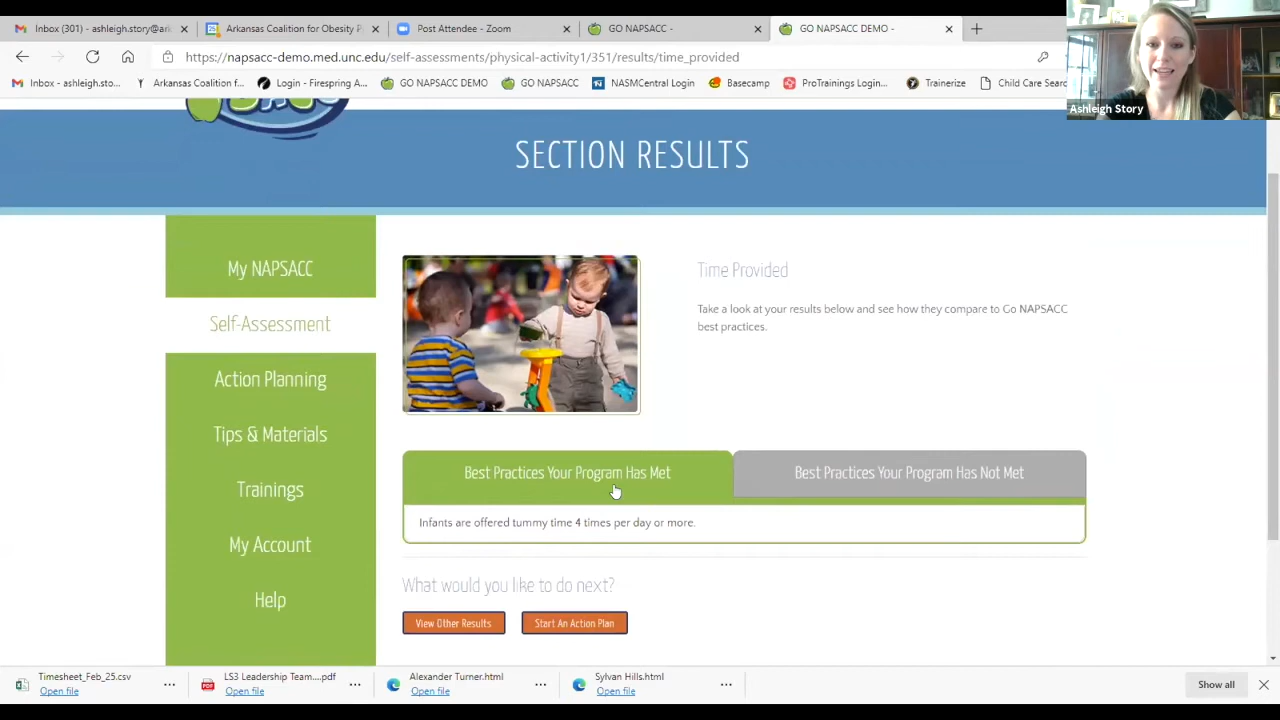 Inbox (301) - ashleigh.story@ark
Arkansas Coalition for Obesity P
Post Attendee - Zoom
GO NAPSACC -
GO NAPSACC DEMO -
https://napsacc-demo.med.unc.edu/self-assessments/physical-activity1/351/results/time_provided
Inbox - ashleigh.sto...
Arkansas Coalition f...
Login - Firespring A...
GO NAPSACC DEMO
GO NAPSACC
NASMCentral Login
Basecamp
ProTrainings Login...
Trainerize
Child Care Search
Ashleigh Story
SECTION RESULTS
My NAPSACC
Self-Assessment
Action Planning
Tips & Materials
Trainings
My Account
Help
Time Provided
Take a look at your results below and see how they compare to Go NAPSACC
best practices.
Best Practices Your Program Has Met
Best Practices Your Program Has Not Met
Infants are offered tummy time 4 times per day or more.
What would you like to do next?
View Other Results
Start An Action Plan
Timesheet_Feb_25.csv
Open file
LS3 Leadership Team....pdf
Open file
Alexander Turner.html
Open file
Sylvan Hills.html
Open file
Show all